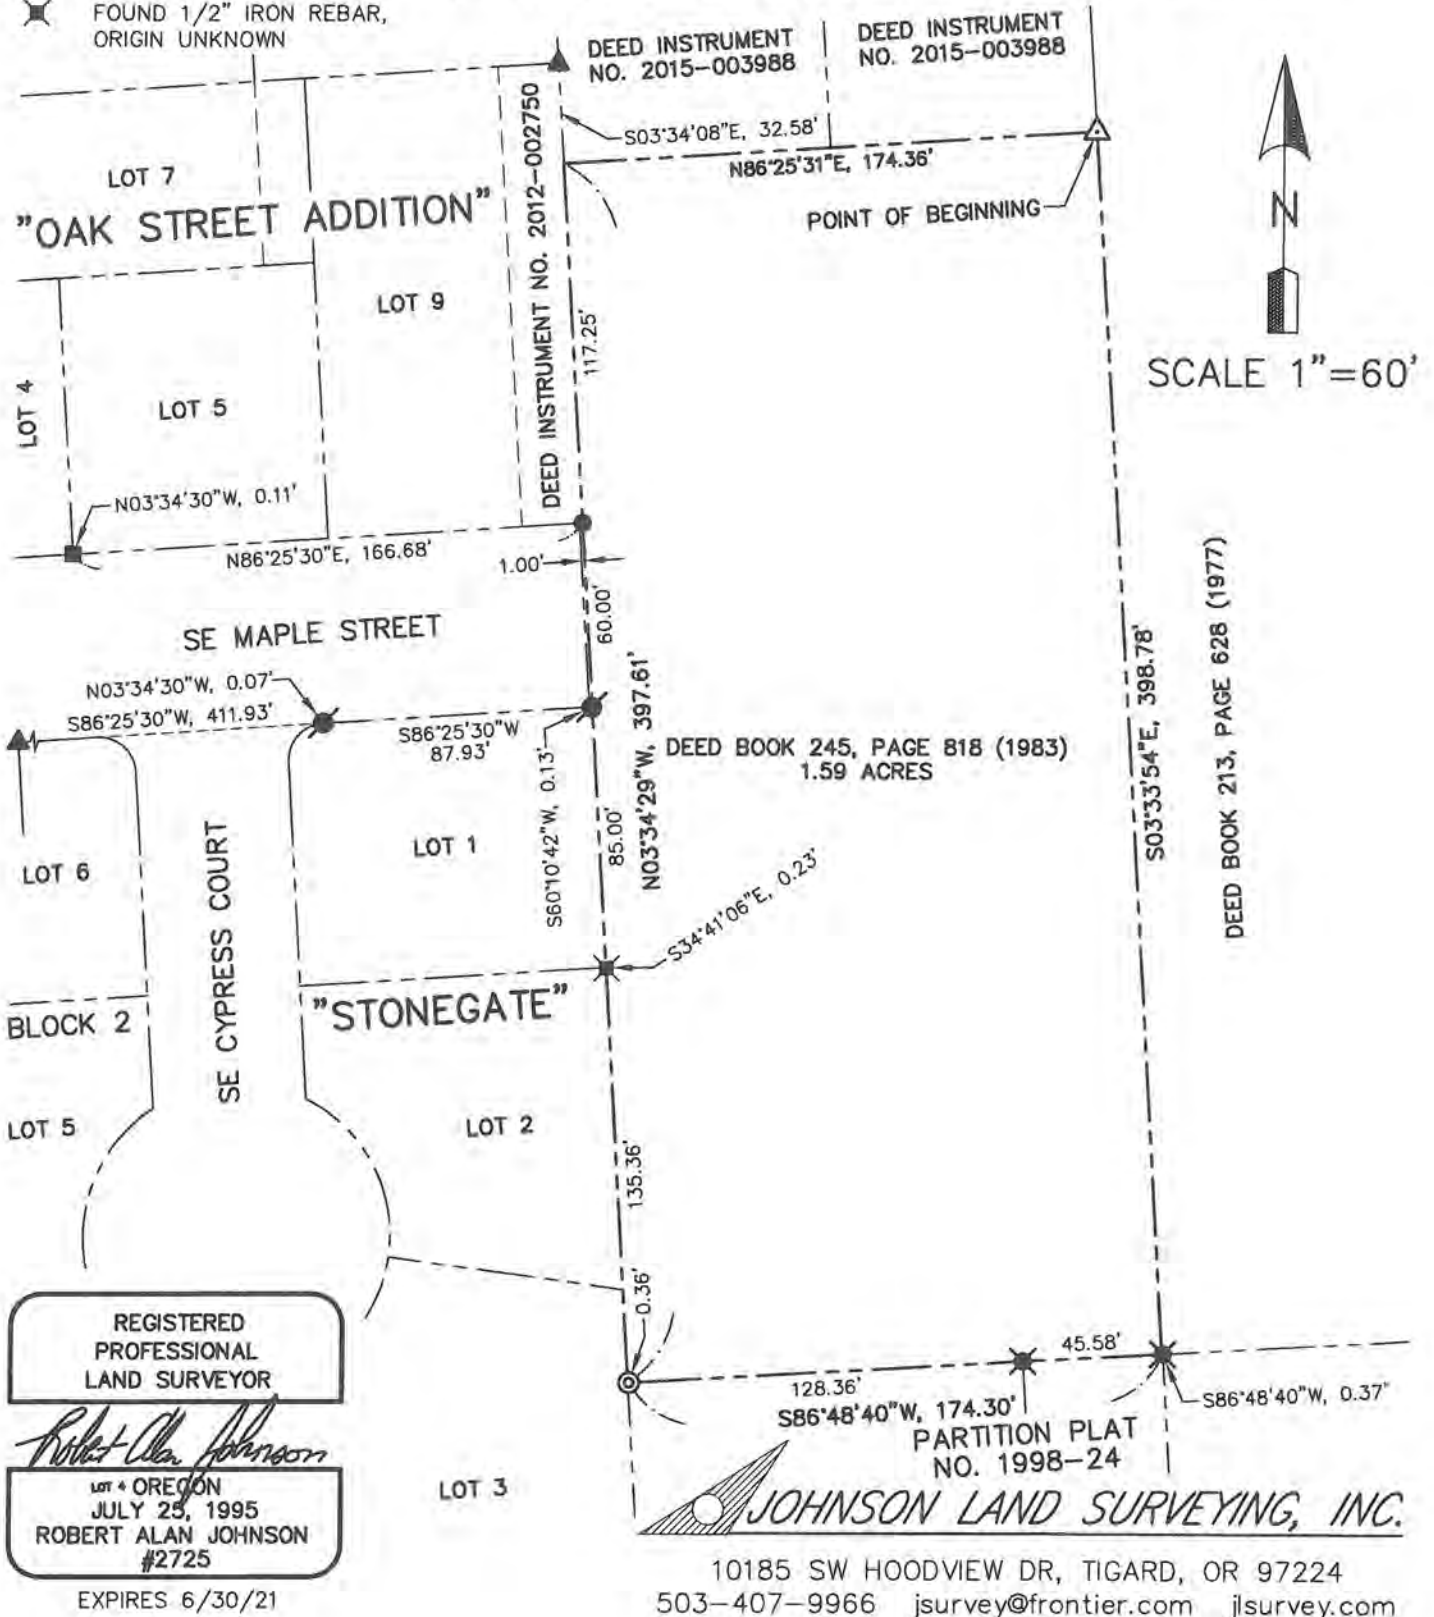 FOUND 1/2" IRON REBAR,
ORIGIN UNKNOWN
DEED INSTRUMENT
NO. 2015-003988
DEED INSTRUMENT
NO. 2015-003988
S03°34'08"E, 32.58'
N86°25'31"E, 174.36'
POINT OF BEGINNING
LOT 7
"OAK STREET ADDITION"
DEED INSTRUMENT NO. 2012-002750
N
SCALE 1"=60'
LOT 9
117.25'
LOT 4
LOT 5
N03°34'30"W, 0.11'
N86°25'30"E, 166.68'
1.00'
60.00'
SE MAPLE STREET
N03°34'30"W, 0.07'
S86°25'30"W, 411.93'
S86°25'30"W
87.93'
S60°10'42"W, 0.13'
N03°34'29"W, 397.61'
85.00'
DEED BOOK 245, PAGE 818 (1983)
1.59 ACRES
S03°33'54"E, 398.78'
DEED BOOK 213, PAGE 628 (1977)
LOT 1
LOT 6
SE CYPRESS COURT
S34°41'06"E, 0.23'
"STONEGATE"
BLOCK 2
LOT 5
LOT 2
135.36'
0.36'
45.58'
128.36'
S86°48'40"W, 174.30'
S86°48'40"W, 0.37"
PARTITION PLAT
NO. 1998-24
REGISTERED
PROFESSIONAL
LAND SURVEYOR
Robert Alan Johnson
LOT 4 OREGON
JULY 25, 1995
ROBERT ALAN JOHNSON
#2725
EXPIRES 6/30/21
LOT 3
JOHNSON LAND SURVEYING, INC.
10185 SW HOODVIEW DR, TIGARD, OR 97224
503-407-9966 jsurvey@frontier.com jlsurvey.com